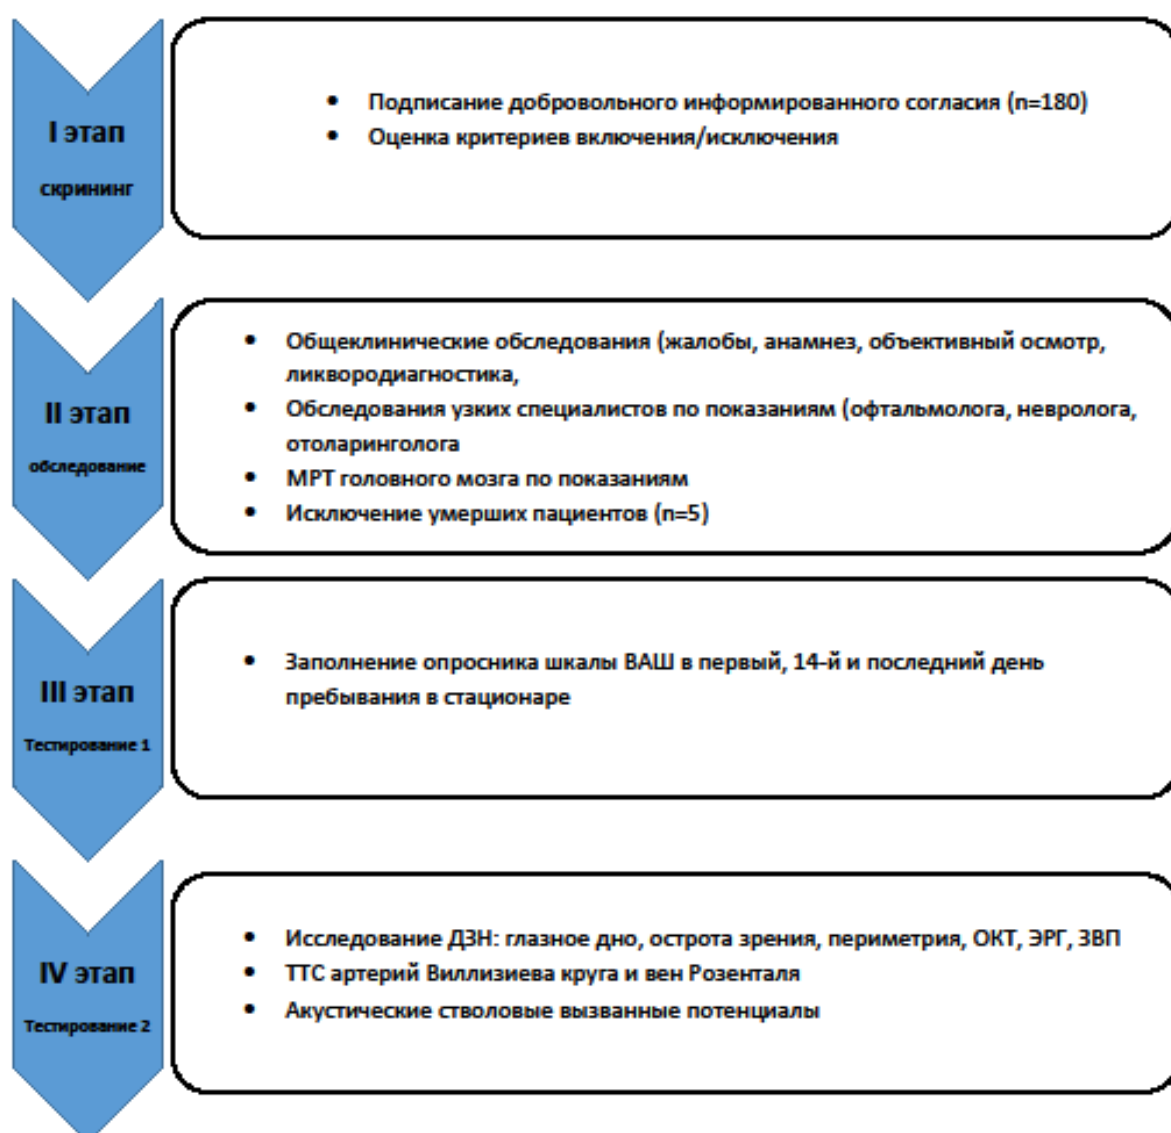 I этап
скрининг
• Подписание добровольного информированного согласия (n=180)
• Оценка критериев включения/исключения
II этап
обследование
• Общеклинические обследования (жалобы, анамнез, объективный осмотр,
ликвородиагностика,
• Обследования узких специалистов по показаниям (офтальмолога, невролога,
отоларинголога
• МРТ головного мозга по показаниям
• Исключение умерших пациентов (n=5)
III этап
Тестирование 1
• Заполнение опросника шкалы ВАШ в первый, 14-й и последний день
пребывания в стационаре
IV этап
Тестирование 2
• Исследование ДЗН: глазное дно, острота зрения, периметрия, ОКТ, ЭРГ, ЗВП
• ТТС артерий Виллизиева круга и вен Розенталя
• Акустические стволовые вызванные потенциалы